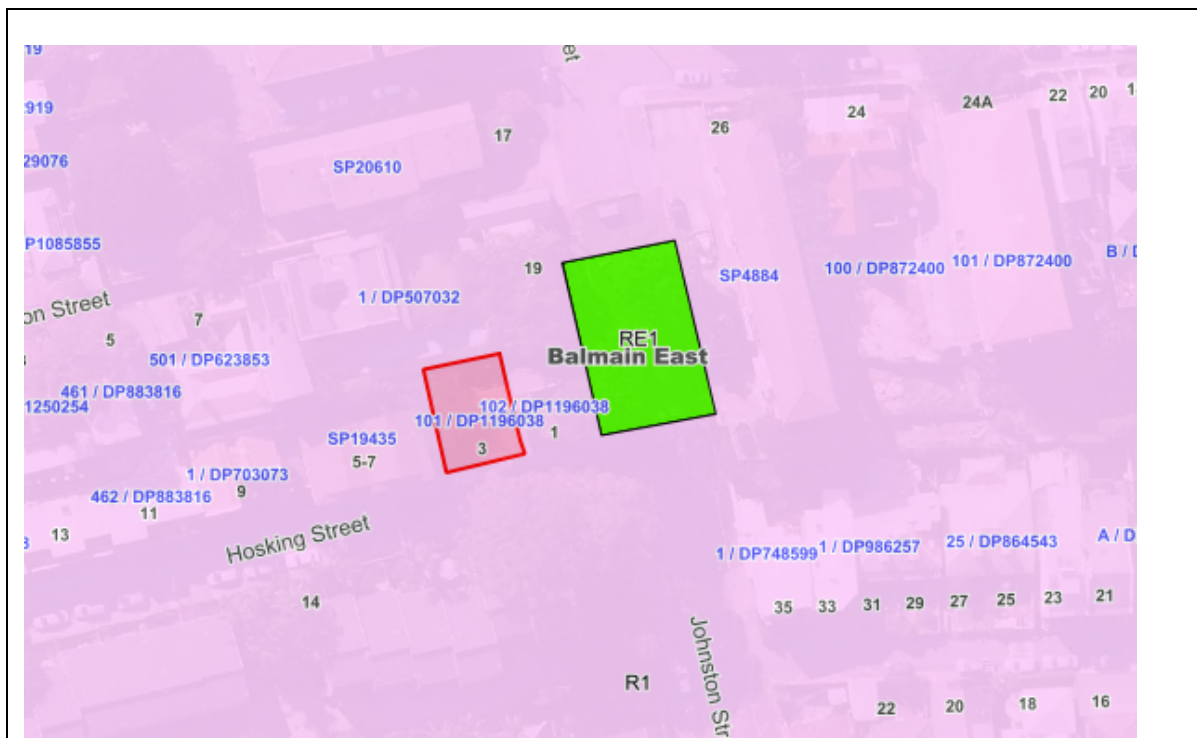 19
et
22
20
24A
24
2919
17
26
SP20610
29076
P1085855
19
SP4884
100 / DP872400
101 / DP872400
B / D
1 / DP507032
on Street
7
5
RE1
Balmain East
501 / DP623853
461 / DP883816
1250254
102 / DP1196038
101 / DP1196038
1
SP19435
3
5-7
1 / DP703073
9
462 / DP883816
11
13
Hosking Street
1 / DP748599
1 / DP986257
25 / DP864543
A / D
14
35
33
31
29
27
25
23
21
Johnston Str
R1
22
20
18
16